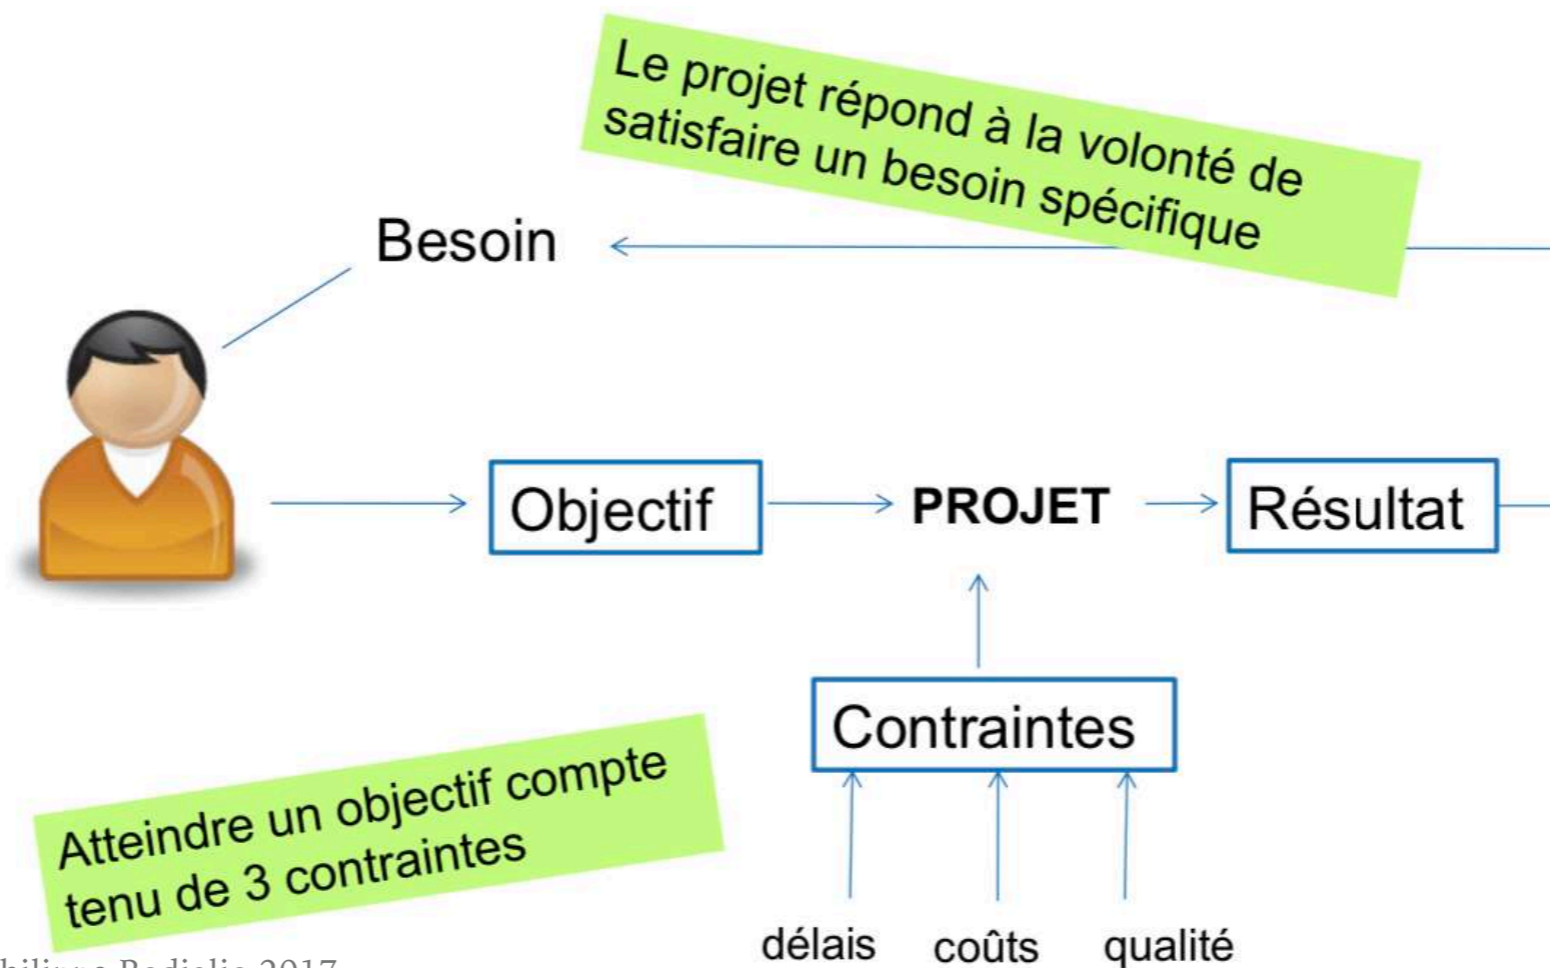 Le projet répond à la volonté de
satisfaire un besoin spécifique
Besoin
Objectif
PROJET
Résultat
Contraintes
Atteindre un objectif compte
tenu de 3 contraintes
délais
coûts
qualité
2017